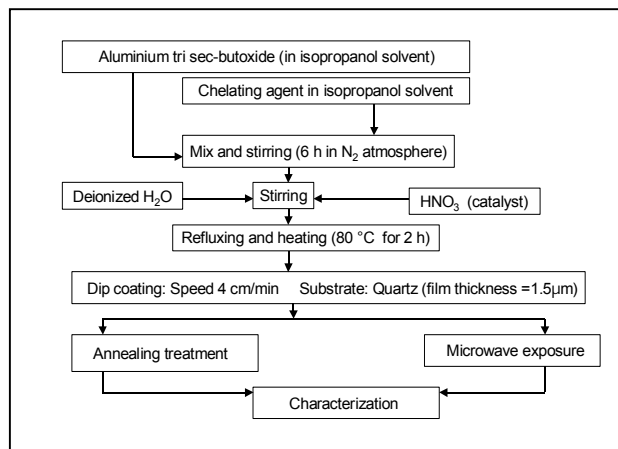 Aluminium tri sec-butoxide (in isopropanol solvent)
Chelating agent in isopropanol solvent
Mix and stirring (6 h in N₂ atmosphere)
Deionized H₂O
Stirring
HNO₃ (catalyst)
Refluxing and heating (80 °C for 2 h)
Dip coating: Speed 4 cm/min Substrate: Quartz (film thickness =1.5µm)
Annealing treatment
Microwave exposure
Characterization